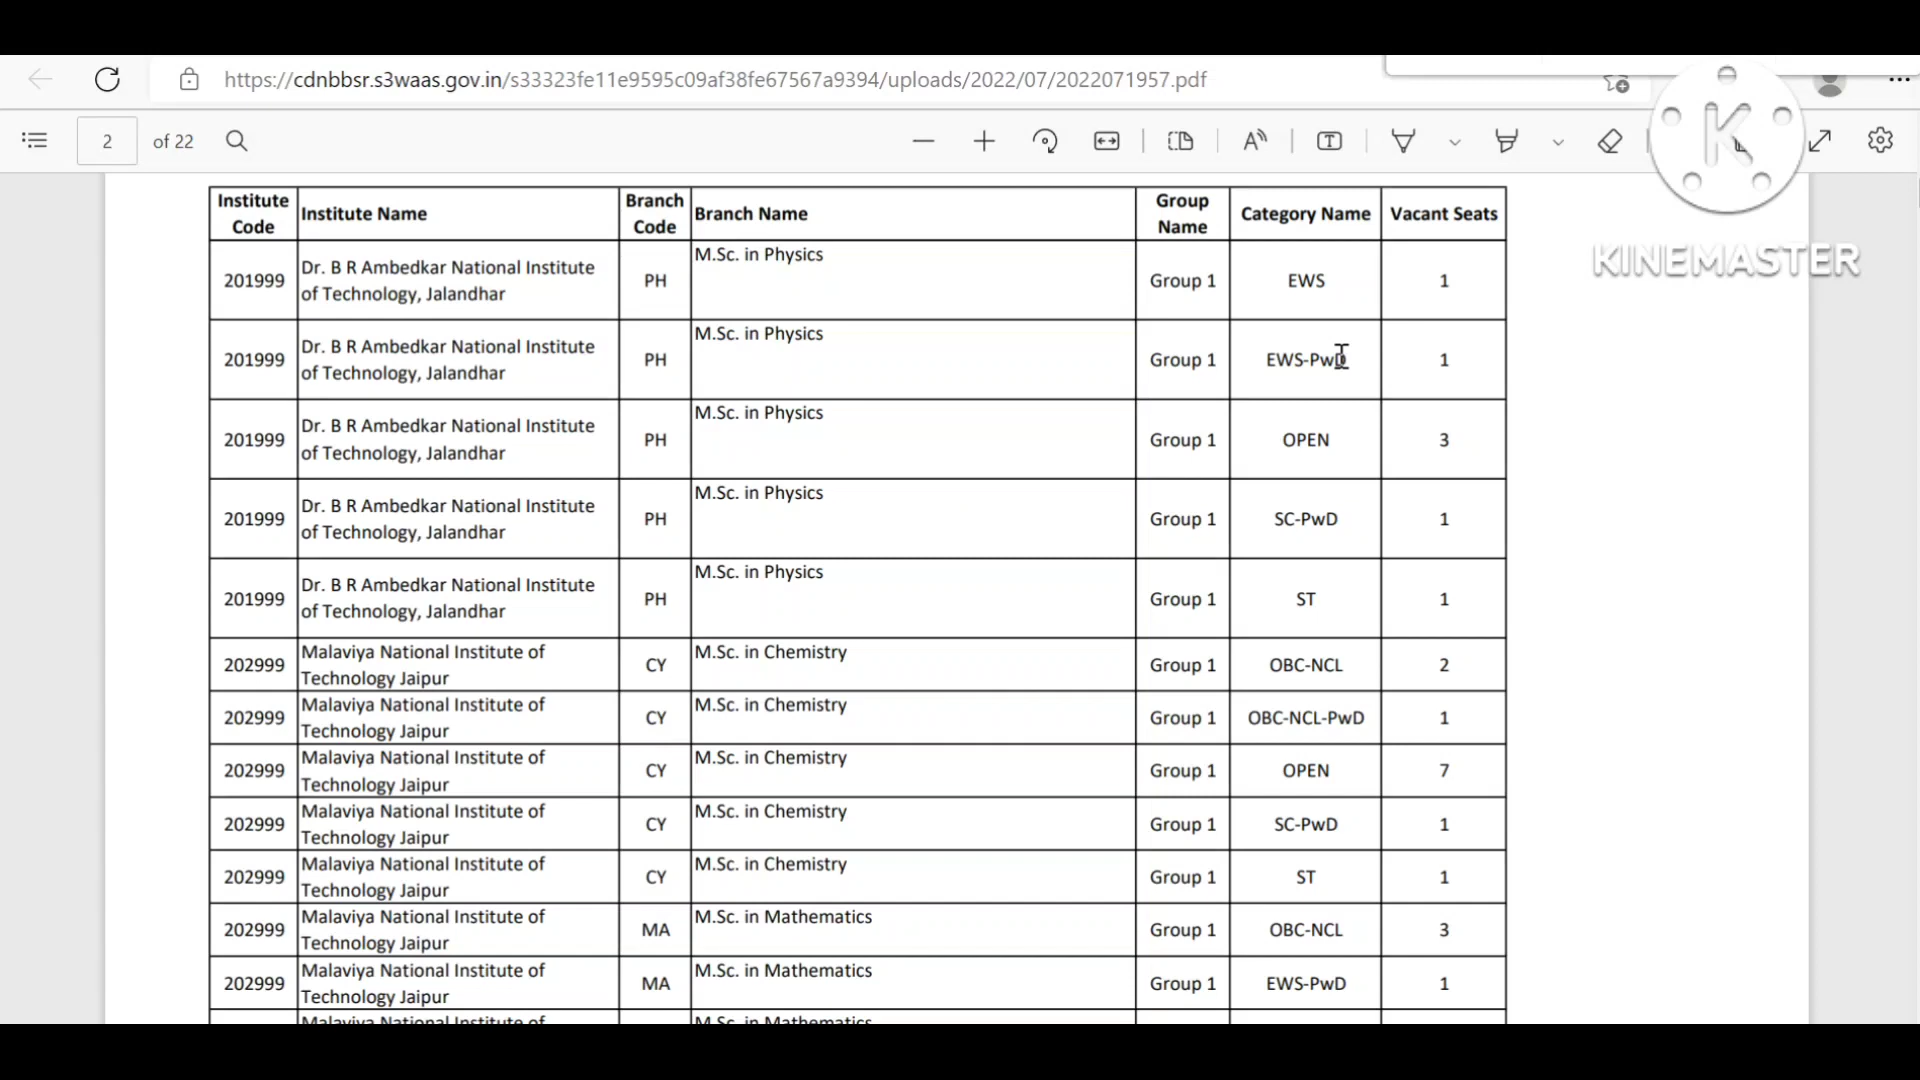 https://cdnbbsr.s3waas.gov.in/s33323fe11e9595c09af38fe67567a9394/uploads/2022/07/2022071957.pdf
2 of 22
K
KINEMASTER
Institute Code Institute Name Branch Code Branch Name Group Name Category Name Vacant Seats
201999 Dr. B R Ambedkar National Institute of Technology, Jalandhar PH M.Sc. in Physics Group 1 EWS 1
201999 Dr. B R Ambedkar National Institute of Technology, Jalandhar PH M.Sc. in Physics Group 1 EWS-PwD 1
201999 Dr. B R Ambedkar National Institute of Technology, Jalandhar PH M.Sc. in Physics Group 1 OPEN 3
201999 Dr. B R Ambedkar National Institute of Technology, Jalandhar PH M.Sc. in Physics Group 1 SC-PwD 1
201999 Dr. B R Ambedkar National Institute of Technology, Jalandhar PH M.Sc. in Physics Group 1 ST 1
202999 Malaviya National Institute of Technology Jaipur CY M.Sc. in Chemistry Group 1 OBC-NCL 2
202999 Malaviya National Institute of Technology Jaipur CY M.Sc. in Chemistry Group 1 OBC-NCL-PwD 1
202999 Malaviya National Institute of Technology Jaipur CY M.Sc. in Chemistry Group 1 OPEN 7
202999 Malaviya National Institute of Technology Jaipur CY M.Sc. in Chemistry Group 1 SC-PwD 1
202999 Malaviya National Institute of Technology Jaipur CY M.Sc. in Chemistry Group 1 ST 1
202999 Malaviya National Institute of Technology Jaipur MA M.Sc. in Mathematics Group 1 OBC-NCL 3
202999 Malaviya National Institute of Technology Jaipur MA M.Sc. in Mathematics Group 1 EWS-PwD 1
Malaviya National Institute of M.Sc. in Mathematics